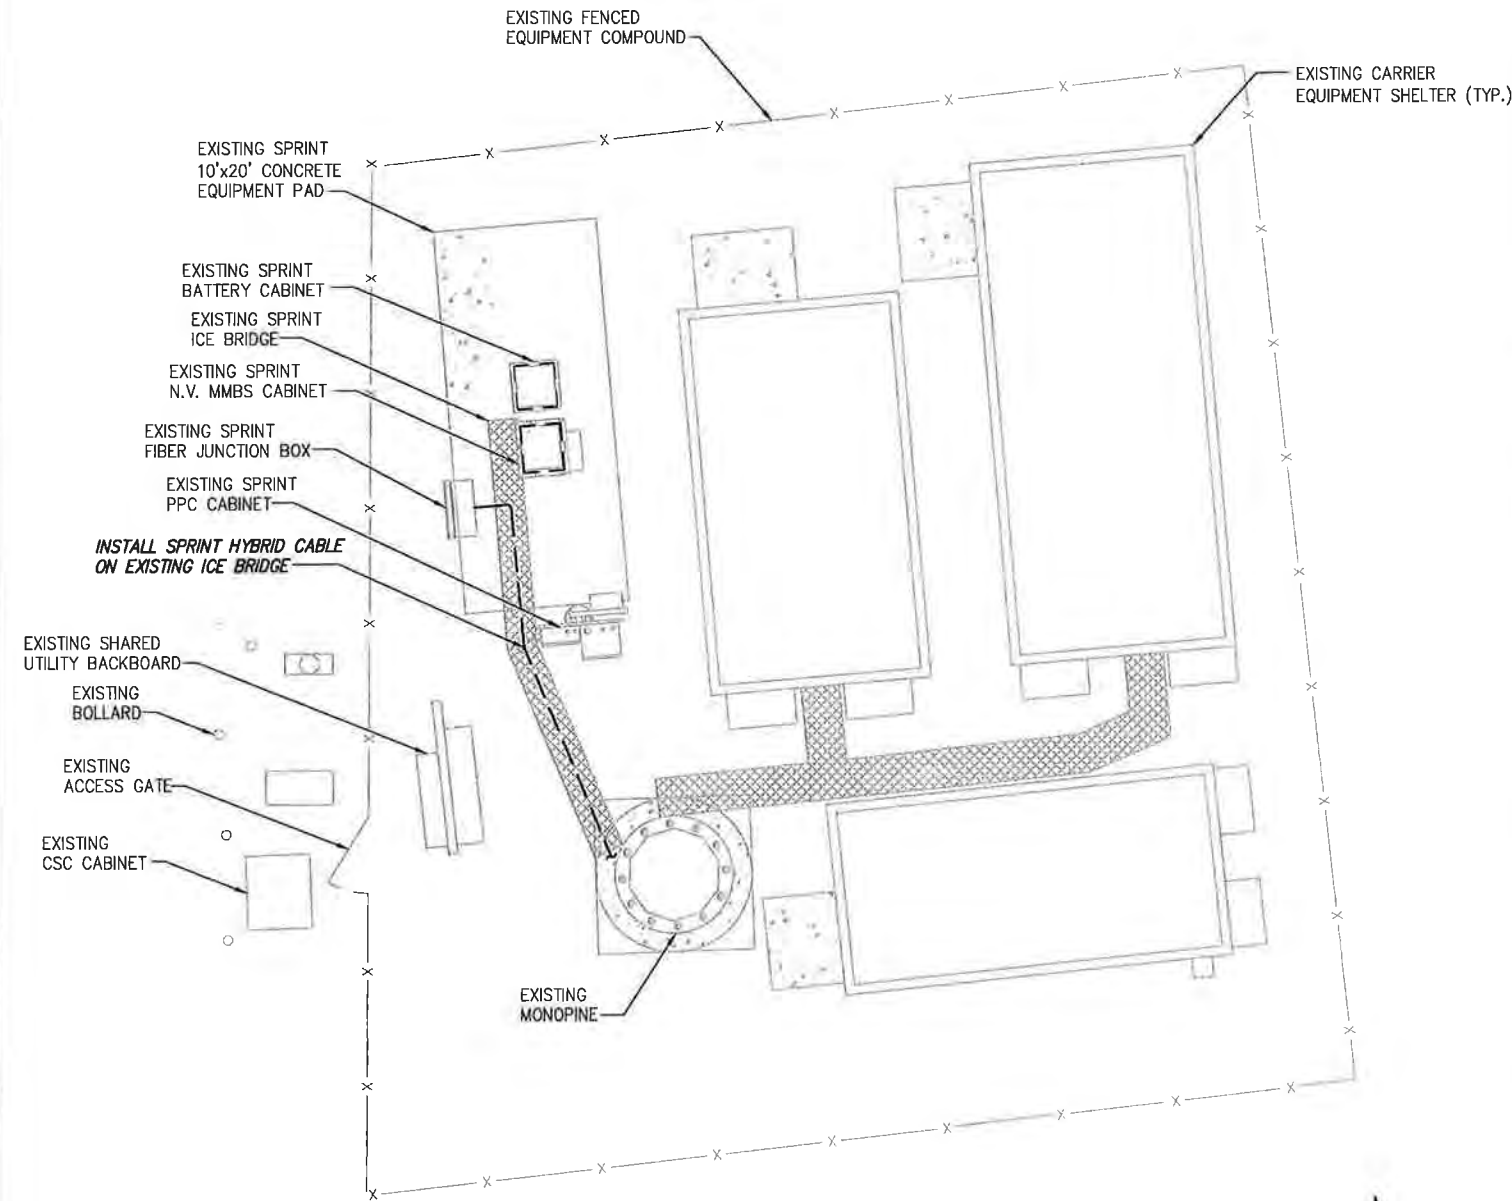 EXISTING FENCED
EQUIPMENT COMPOUND
EXISTING CARRIER
EQUIPMENT SHELTER (TYP.)
EXISTING SPRINT
10'x20' CONCRETE
EQUIPMENT PAD
EXISTING SPRINT
BATTERY CABINET
EXISTING SPRINT
ICE BRIDGE
EXISTING SPRINT
N.V. MMBS CABINET
EXISTING SPRINT
FIBER JUNCTION BOX
EXISTING SPRINT
PPC CABINET
INSTALL SPRINT HYBRID CABLE
ON EXISTING ICE BRIDGE
EXISTING SHARED
UTILITY BACKBOARD
EXISTING
BOLLARD
EXISTING
ACCESS GATE
EXISTING
CSC CABINET
EXISTING
MONOPINE